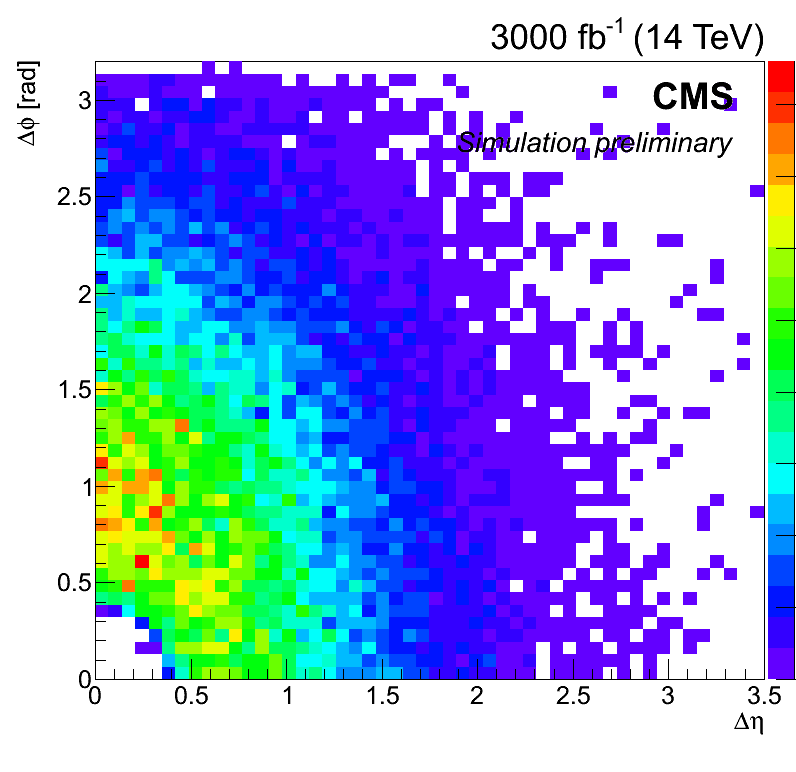 3000 fb-1 (14 TeV)
Δϕ [rad]
CMS
Simulation preliminary
3
2.5
2
1.5
1
0.5
0
0 0.5 1 1.5 2 2.5 3 3.5
Δη